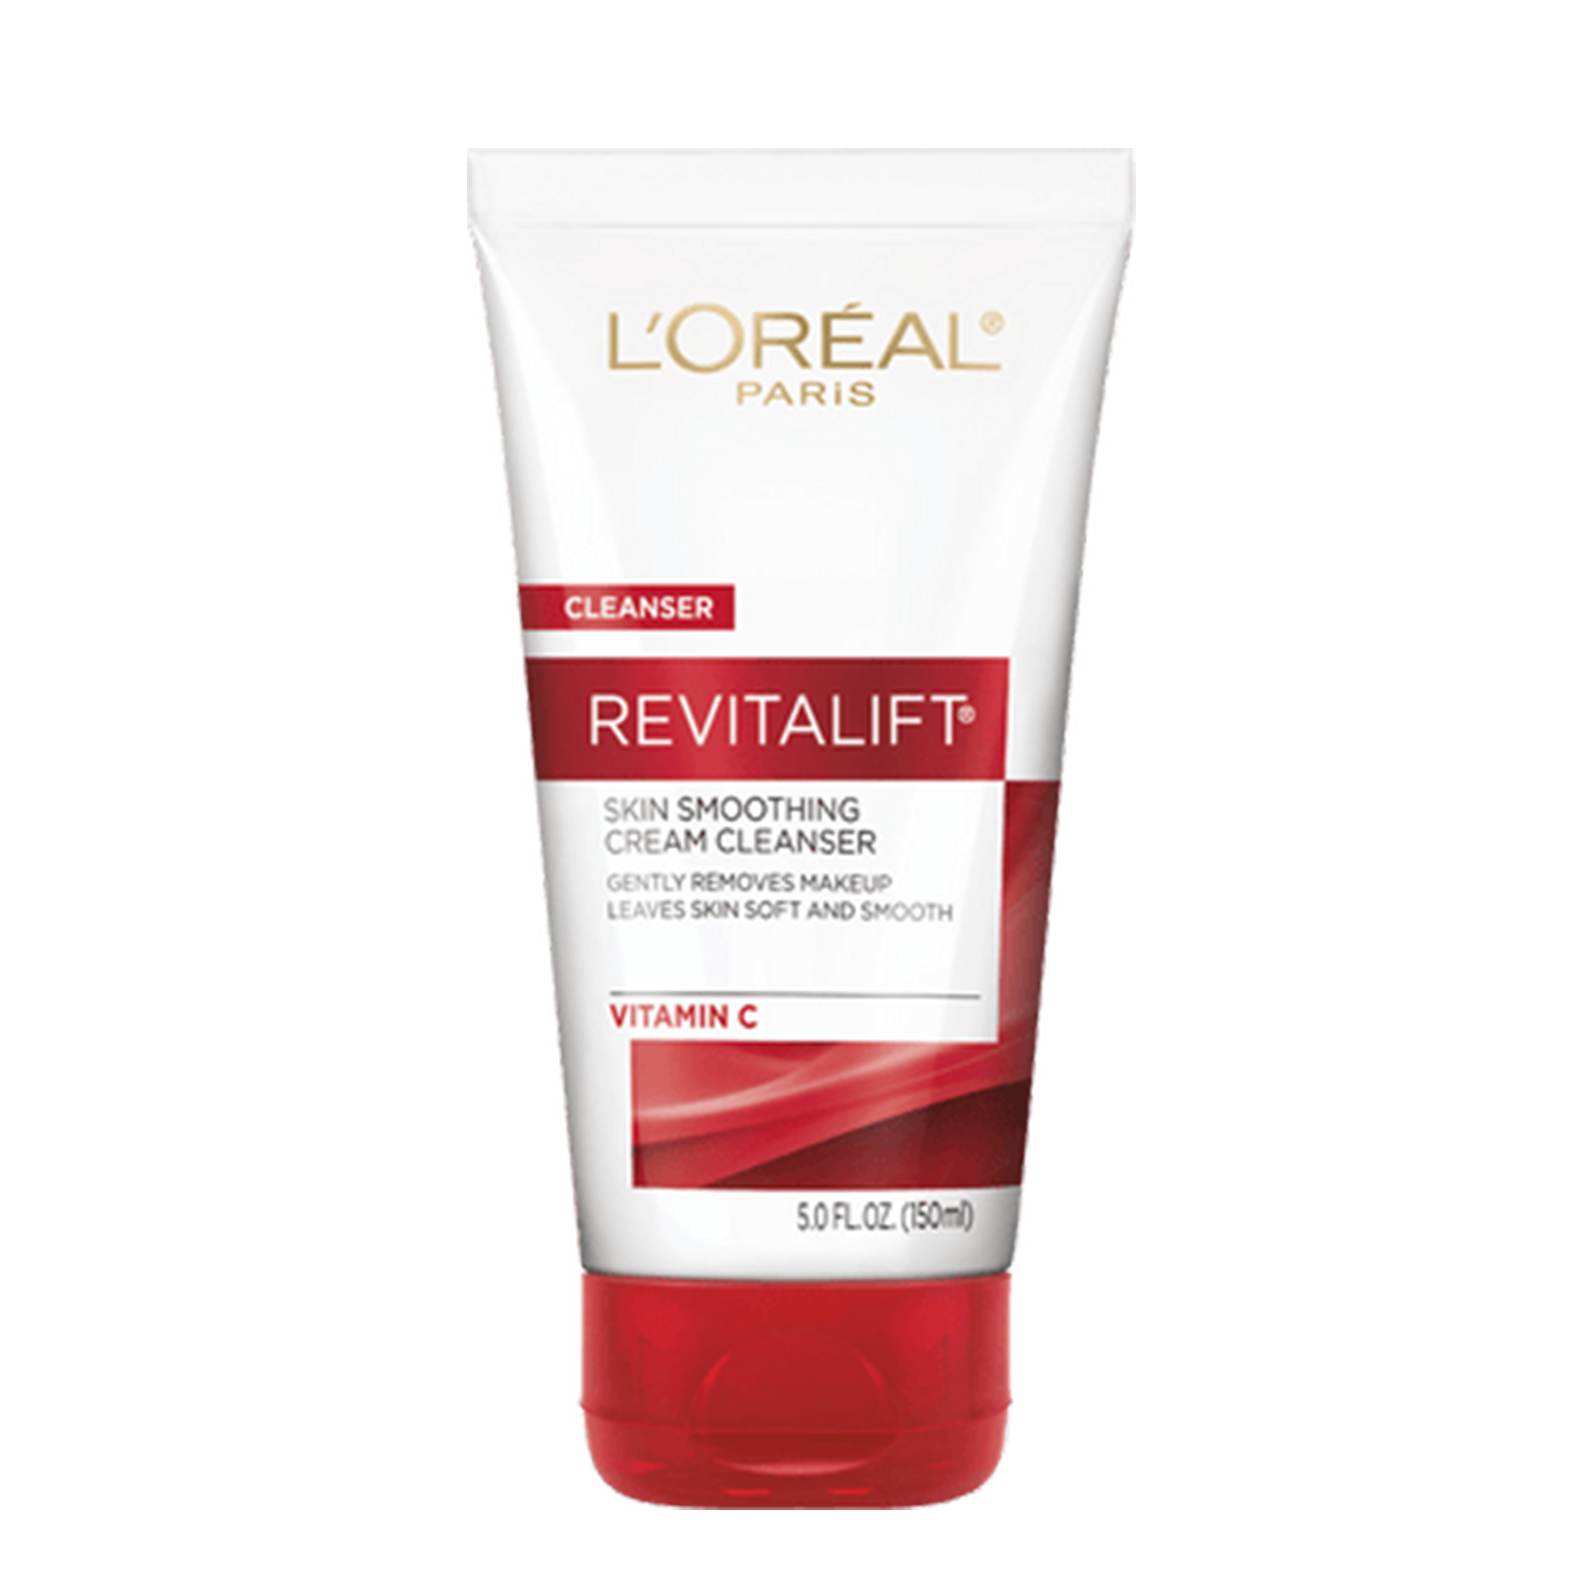 L'ORÉAL®
PARiS
CLEANSER
REVITALIFT®
SKIN SMOOTHING
CREAM CLEANSER
GENTLY REMOVES MAKEUP
LEAVES SKIN SOFT AND SMOOTH
VITAMIN C
5.0 FL.OZ. (150ml)